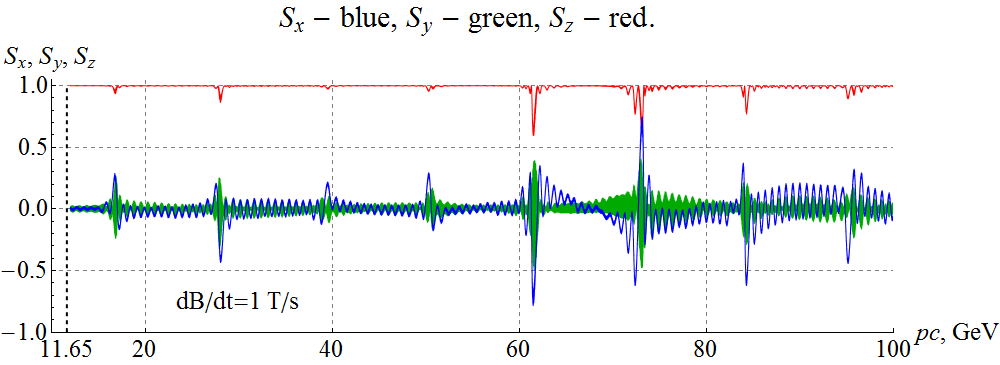 Sx − blue, Sy − green, Sz − red.
Sx, Sy, Sz
1.0
0.5
0.0
−0.5
−1.0
dB/dt=1 T/s
11.65 20 40 60 80 100
pc, GeV